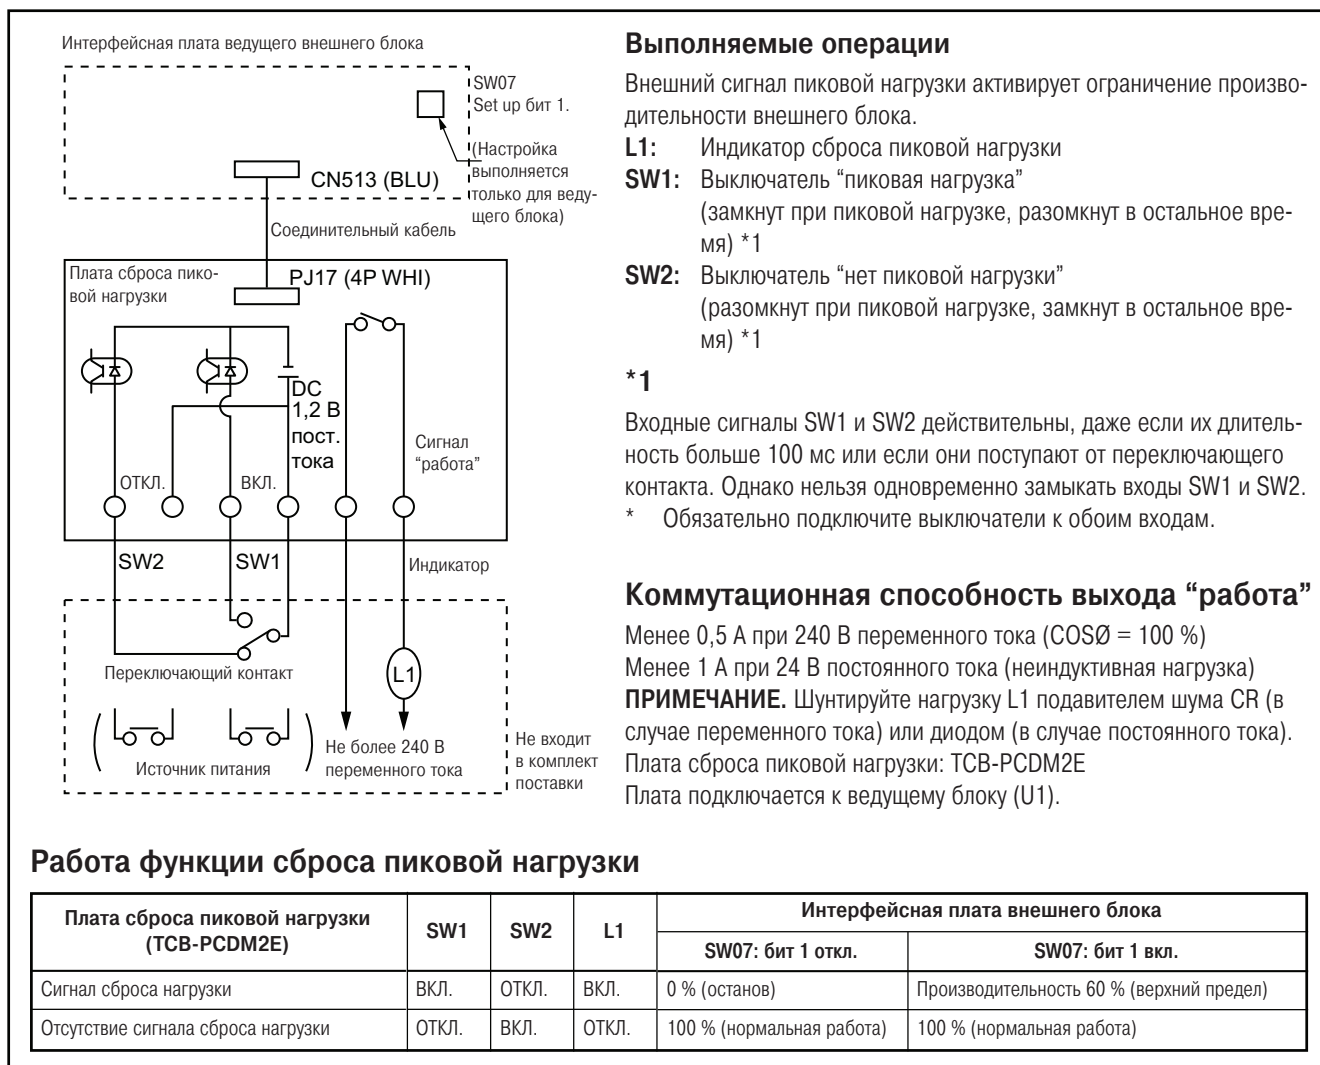 Интерфейсная плата ведущего внешнего блока
SW07
Set up бит 1.
(Настройка
выполняется
только для веду-
щего блока)
CN513 (BLU)
Соединительный кабель
Плата сброса пико-
вой нагрузки
PJ17 (4P WHI)
DC
1,2 В
пост.
тока
Сигнал
“работа”
ОТКЛ.
ВКЛ.
SW2
SW1
Индикатор
Переключающий контакт
L1
Источник питания
Не более 240 В
переменного тока
Не входит
в комплект
поставки
Выполняемые операции
Внешний сигнал пиковой нагрузки активирует ограничение произво-
дительности внешнего блока.
L1: Индикатор сброса пиковой нагрузки
SW1: Выключатель “пиковая нагрузка”
(замкнут при пиковой нагрузке, разомкнут в остальное вре-
мя) *1
SW2: Выключатель “нет пиковой нагрузки”
(разомкнут при пиковой нагрузке, замкнут в остальное вре-
мя) *1
*1
Входные сигналы SW1 и SW2 действительны, даже если их длитель-
ность больше 100 мс или если они поступают от переключающего
контакта. Однако нельзя одновременно замыкать входы SW1 и SW2.
* Обязательно подключите выключатели к обоим входам.
Коммутационная способность выхода “работа”
Менее 0,5 А при 240 В переменного тока (COSØ = 100 %)
Менее 1 А при 24 В постоянного тока (неиндуктивная нагрузка)
ПРИМЕЧАНИЕ. Шунтируйте нагрузку L1 подавителем шума CR (в
случае переменного тока) или диодом (в случае постоянного тока).
Плата сброса пиковой нагрузки: TCB-PCDM2E
Плата подключается к ведущему блоку (U1).
Работа функции сброса пиковой нагрузки
Плата сброса пиковой нагрузки
(TCB-PCDM2E)
SW1
SW2
L1
Интерфейсная плата внешнего блока
SW07: бит 1 откл.
SW07: бит 1 вкл.
Сигнал сброса нагрузки ВКЛ. ОТКЛ. ВКЛ. 0 % (останов) Производительность 60 % (верхний предел)
Отсутствие сигнала сброса нагрузки ОТКЛ. ВКЛ. ОТКЛ. 100 % (нормальная работа) 100 % (нормальная работа)